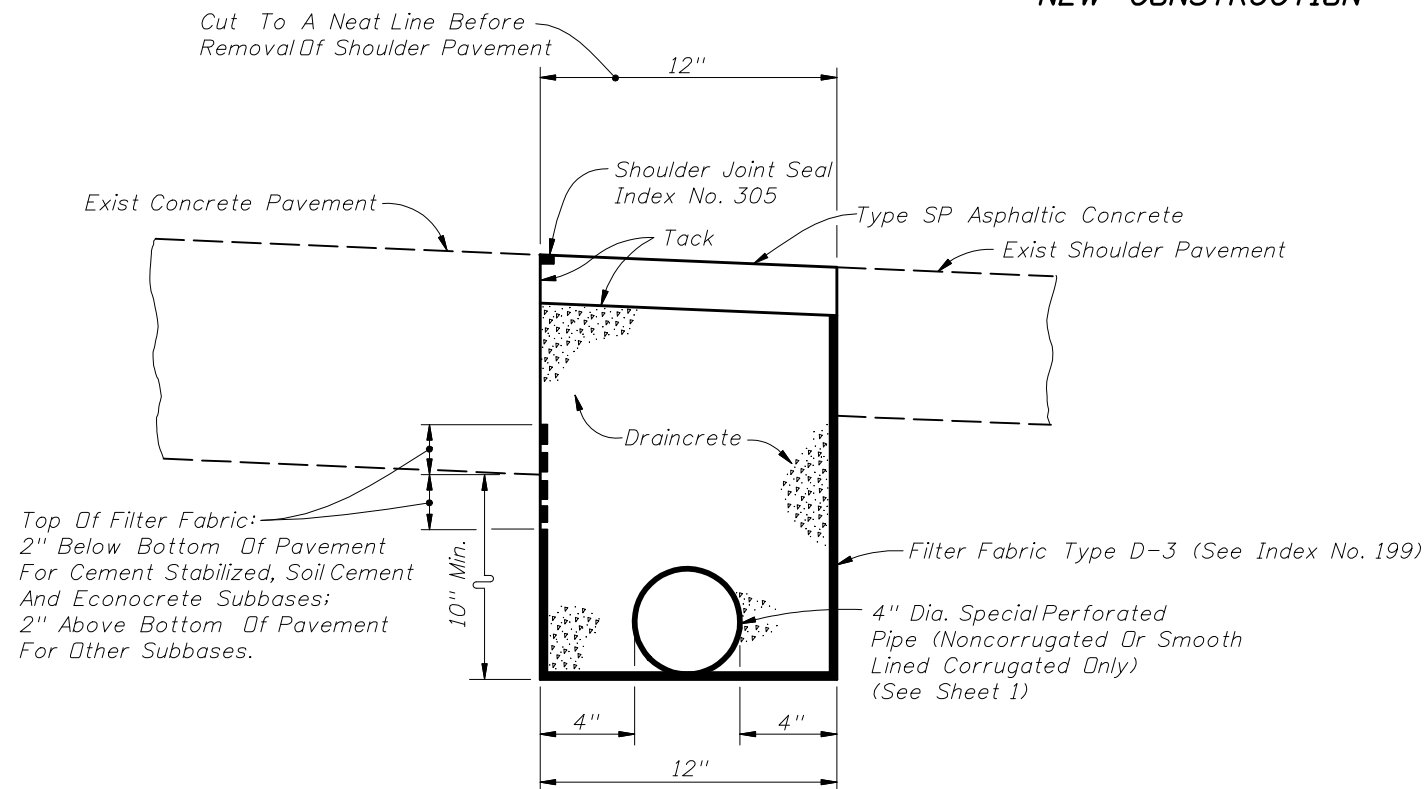 NEW CONSTRUCTION
Cut To A Neat Line Before
Removal Of Shoulder Pavement
12"
Shoulder Joint Seal
Index No. 305
Exist Concrete Pavement
Type SP Asphaltic Concrete
Tack
Exist Shoulder Pavement
Draincrete
Top Of Filter Fabric:
2" Below Bottom Of Pavement
For Cement Stabilized, Soil Cement
And Econocrete Subbases;
2" Above Bottom Of Pavement
For Other Subbases.
10" Min.
Filter Fabric Type D-3 (See Index No. 199)
4" Dia. Special Perforated
Pipe (Noncorrugated Or Smooth
Lined Corrugated Only)
(See Sheet 1)
4"
4"
12"